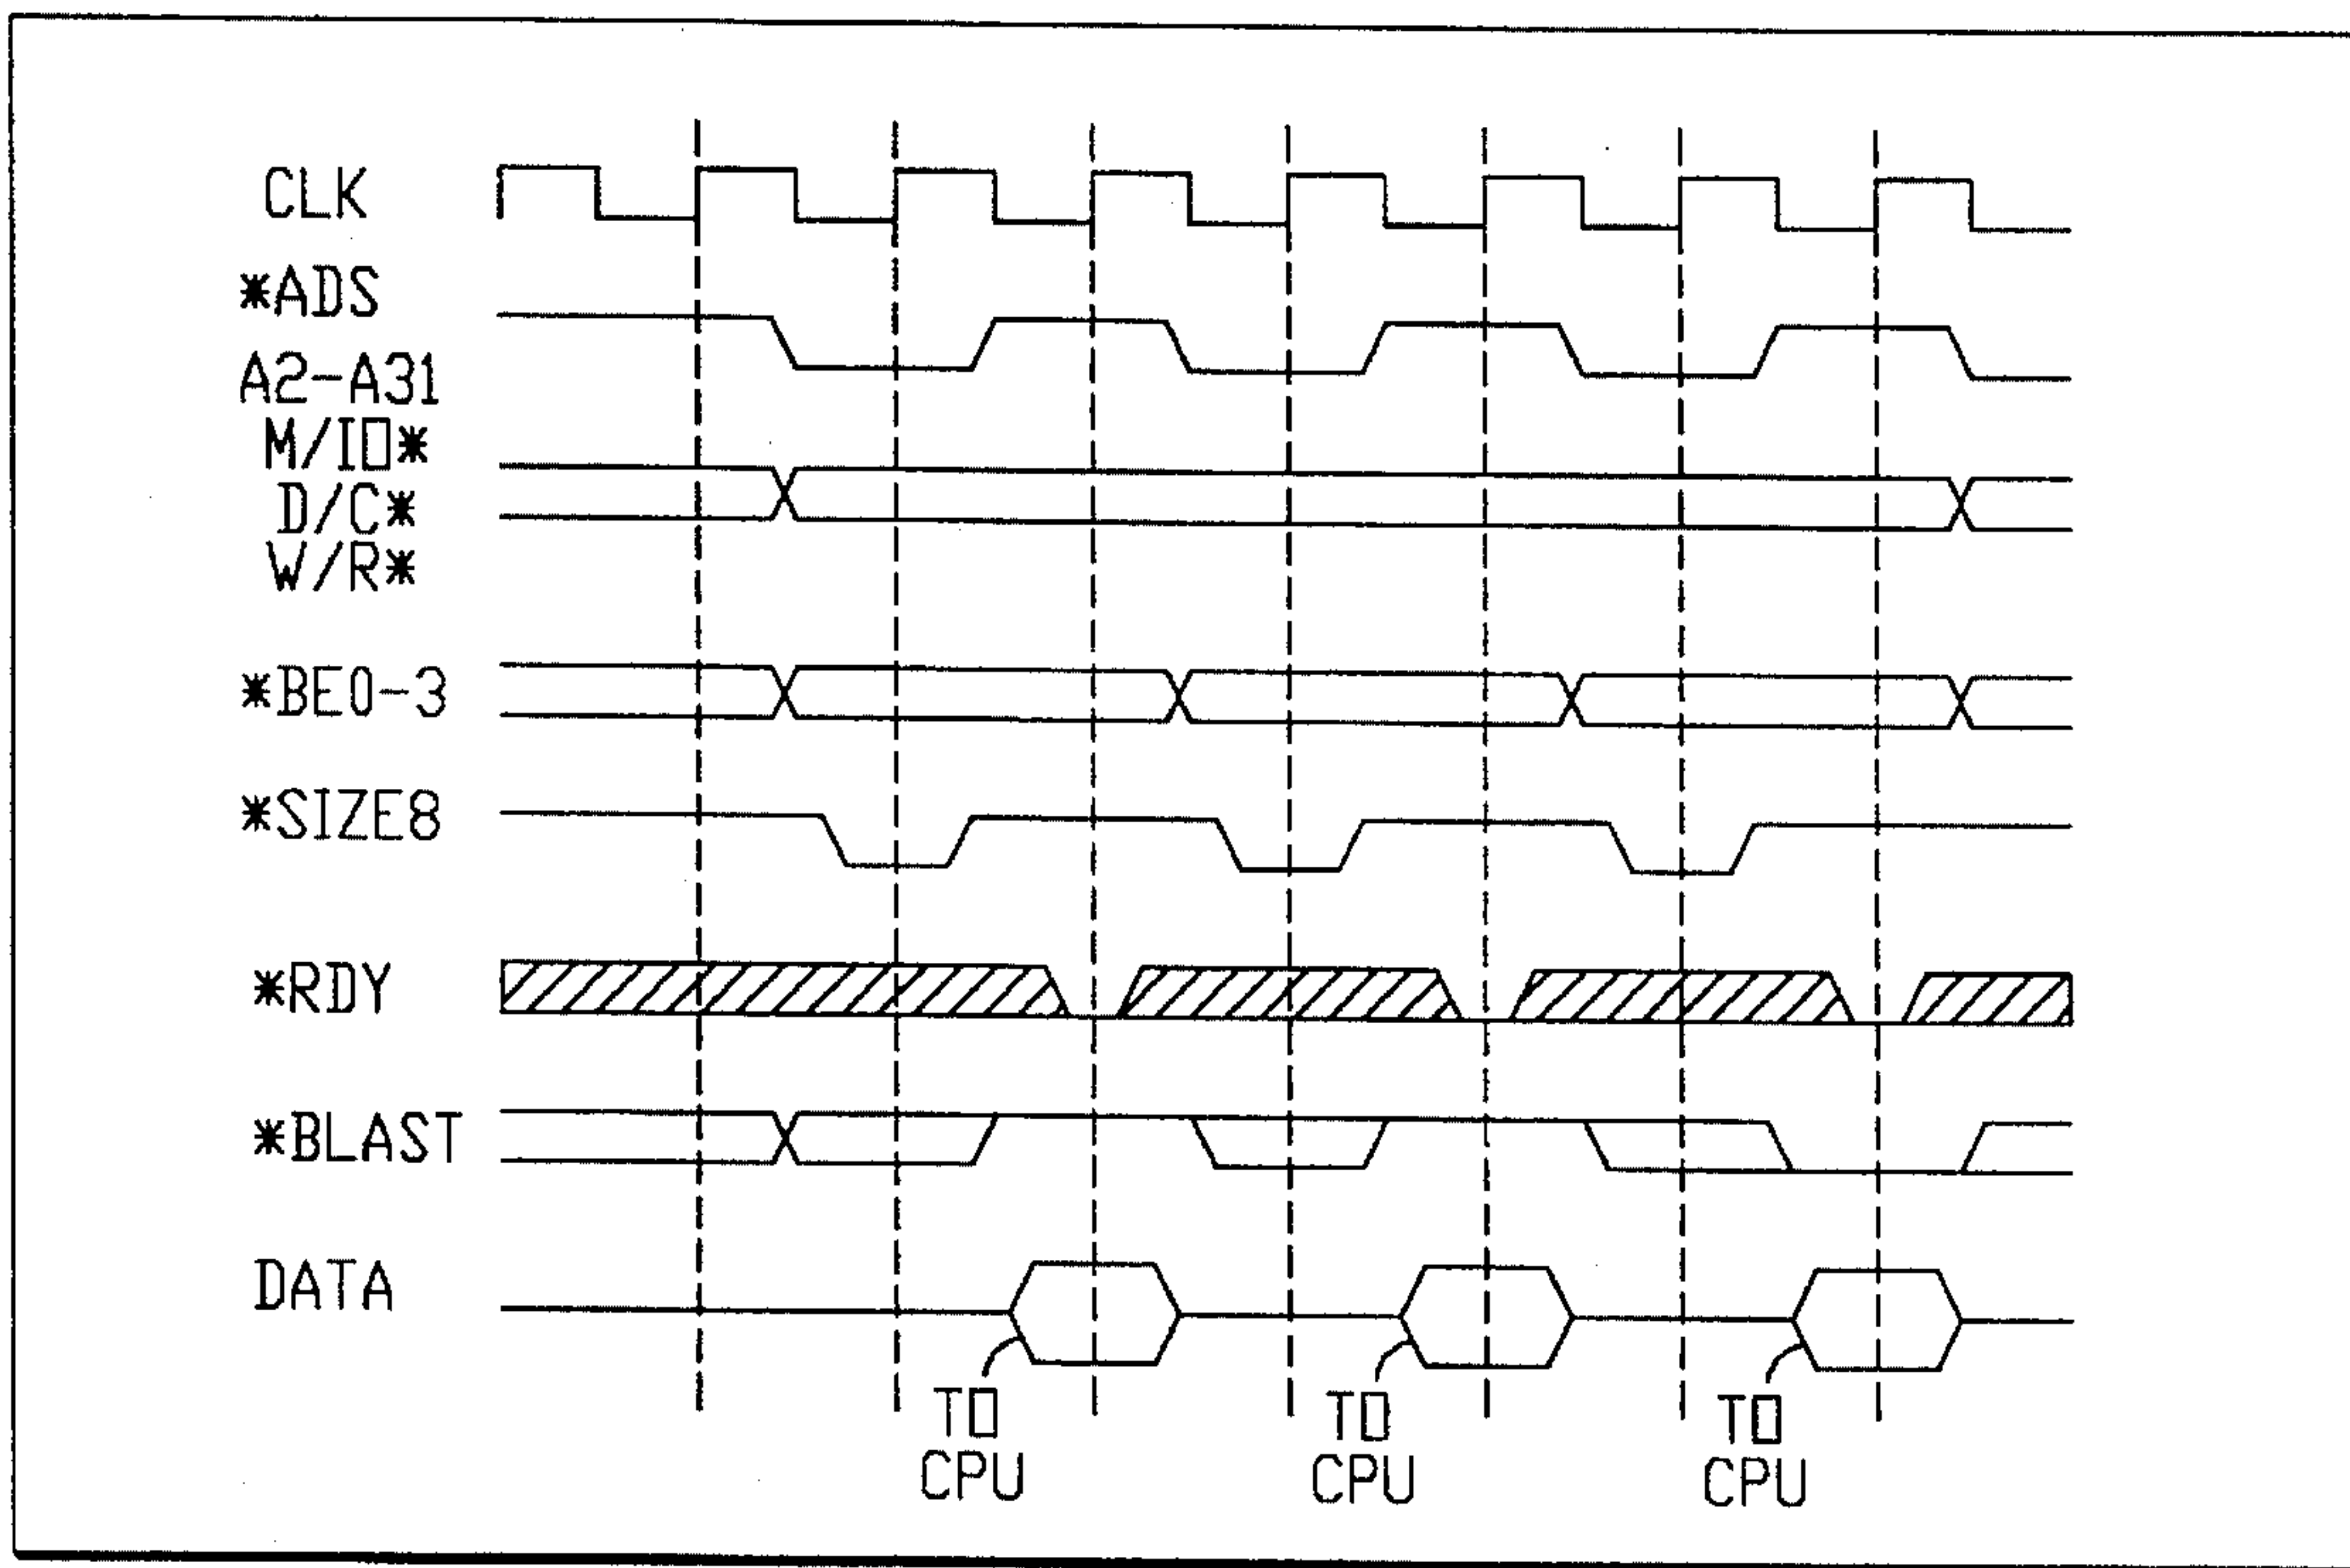 CLK
*ADS
A2-A31
M/IO*
D/C*
W/R*
*BE0-3
*SIZE8
*RDY
*BLAST
DATA
TO
CPU
TO
CPU
TO
CPU